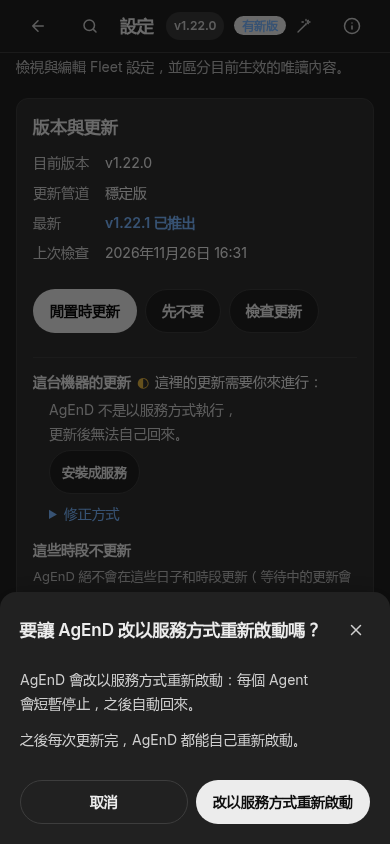 設定 v1.22.0 有新版
檢視與編輯 Fleet 設定，並區分目前生效的唯讀內容。
版本與更新
目前版本 v1.22.0
更新管道 穩定版
最新 v1.22.1 已推出
上次檢查 2026年11月26日 16:31
閒置時更新 先不要 檢查更新
這台機器的更新 這裡的更新需要你來進行：
AgEnD 不是以服務方式執行，
更新後無法自己回來。
安裝成服務
▶ 修正方式
這些時段不更新
AgEnD 絕不會在這些日子和時段更新（等待中的更新會
要讓 AgEnD 改以服務方式重新啟動嗎？
AgEnD 會改以服務方式重新啟動：每個 Agent
會短暫停止，之後自動回來。
之後每次更新完，AgEnD 都能自己重新啟動。
取消 改以服務方式重新啟動